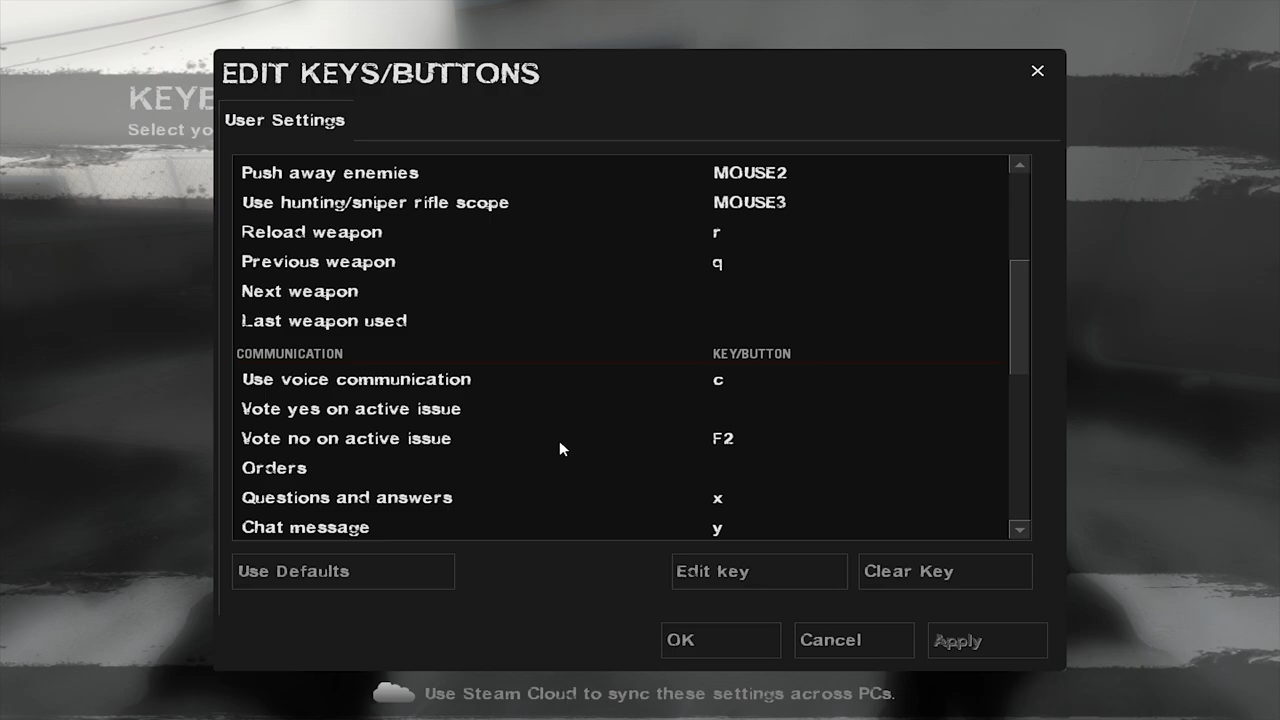 EDIT KEYS/BUTTONS
KEYB
Select yo
User Settings
Push away enemies MOUSE2
Use hunting/sniper rifle scope MOUSE3
Reload weapon r
Previous weapon q
Next weapon
Last weapon used
COMMUNICATION KEY/BUTTON
Use voice communication c
Vote yes on active issue
Vote no on active issue F2
Orders
Questions and answers x
Chat message y
Use Defaults Edit key Clear Key
OK Cancel Apply
Use Steam Cloud to sync these settings across PCs.